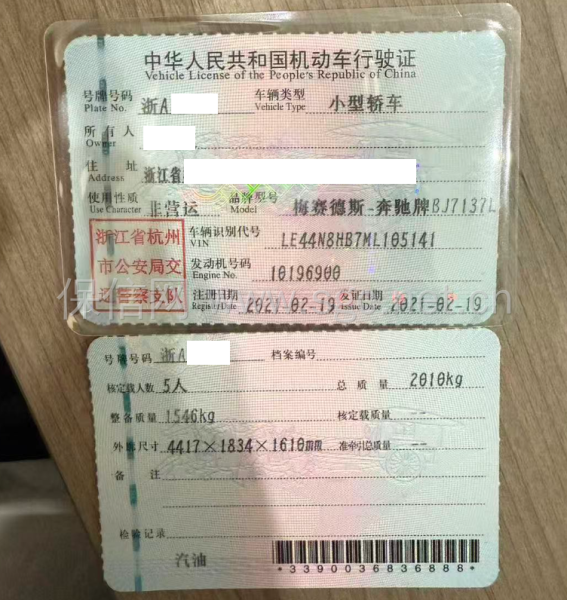 中华人民共和国机动车行驶证
Vehicle License of the People's Republic of China
号牌号码 浙A 车辆类型 小型轿车
Plate No. Vehicle Type
所有人
Owner
住址 浙江省
Address
使用性质 非营运 品牌型号 梅赛德斯-奔驰牌BJ7137L
Use Character Model
浙江省杭州
市公安局交
通警察支队
车辆识别代号 LE44N8HB7ML105141
VIN
发动机号码 10196900
Engine No.
注册日期 2021-02-19 发证日期 2021-02-19
Register Date Issue Date
号牌号码 浙A 档案编号
核定载人数 5人 总质量 2010kg
整备质量 1546kg 核定载质量 --
外廓尺寸 4417×1834×1610 准牵引总质量 --
备注
检验记录
汽油
*3390036836888*